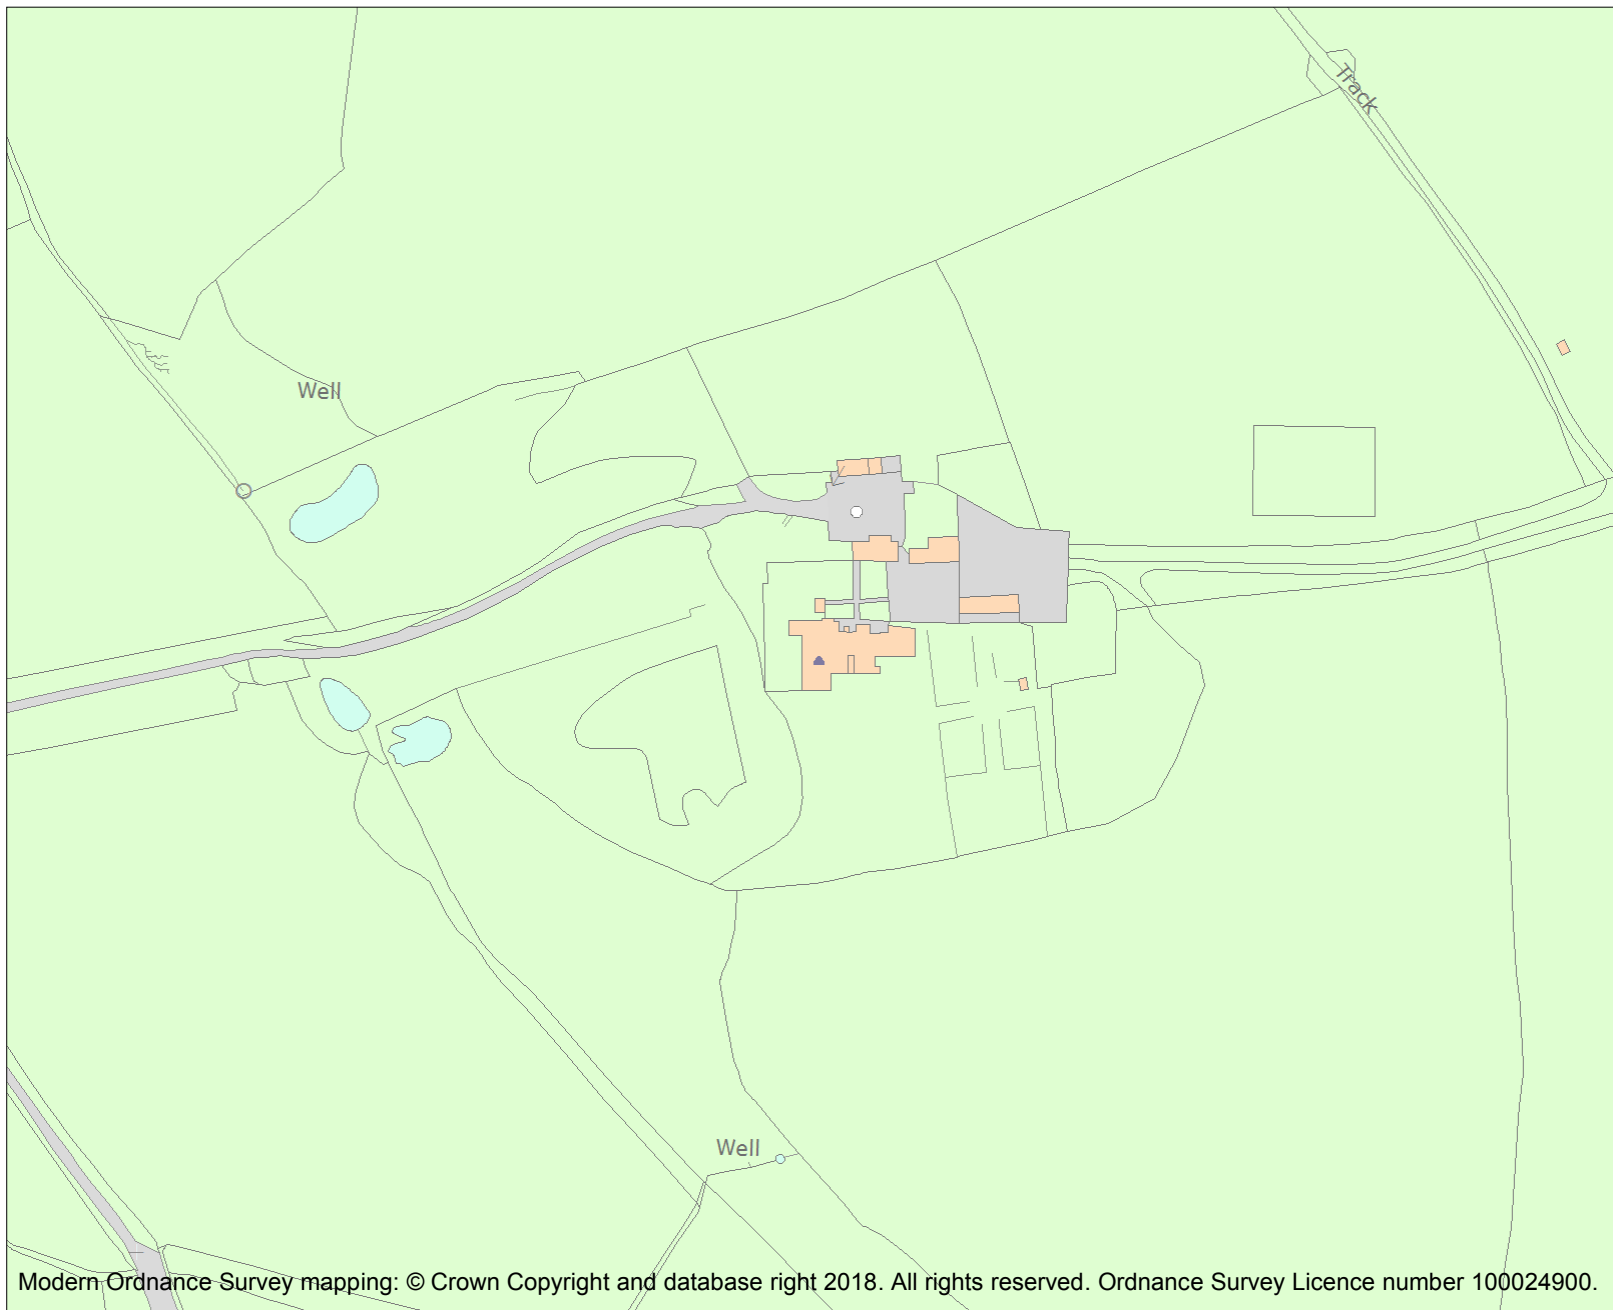 Track
Well
Well
Modern Ordnance Survey mapping: © Crown Copyright and database right 2018. All rights reserved. Ordnance Survey Licence number 100024900.